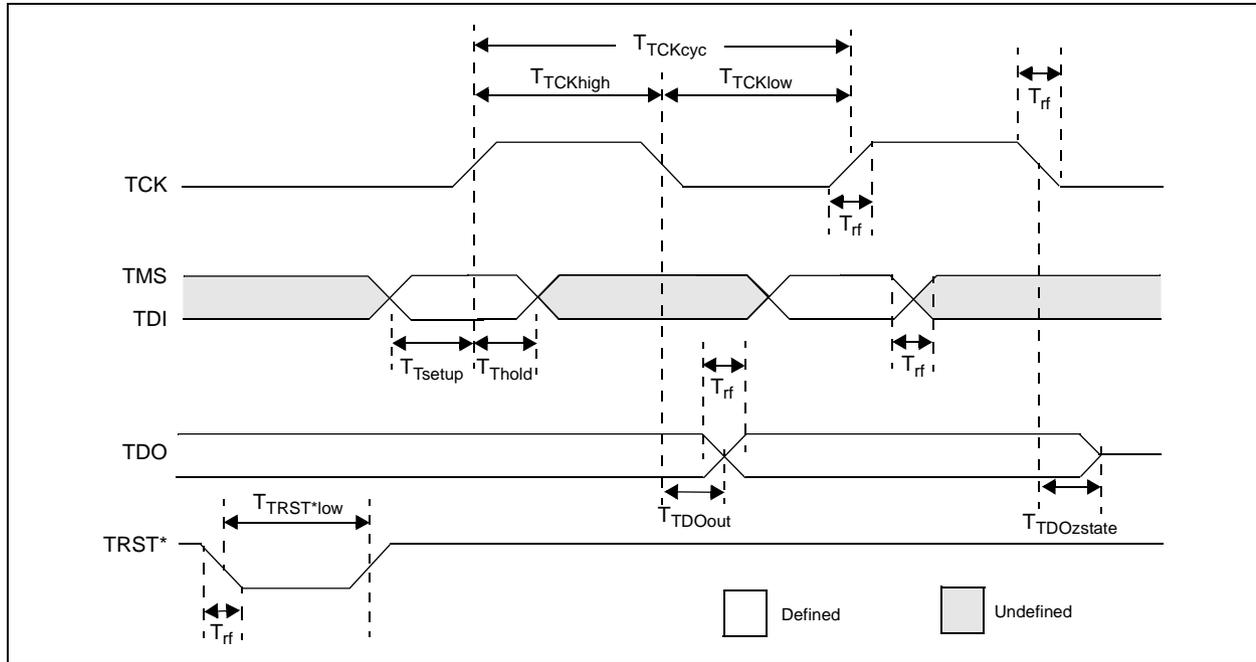 TTCKcyc
TTCKhigh
TTCKlow
Trf
TCK
Trf
TMS
TDI
TTsetup
TThold
Trf
Trf
TDO
TTDOout
TTDOzstate
TTRST*low
TRST*
Trf
Defined
Undefined